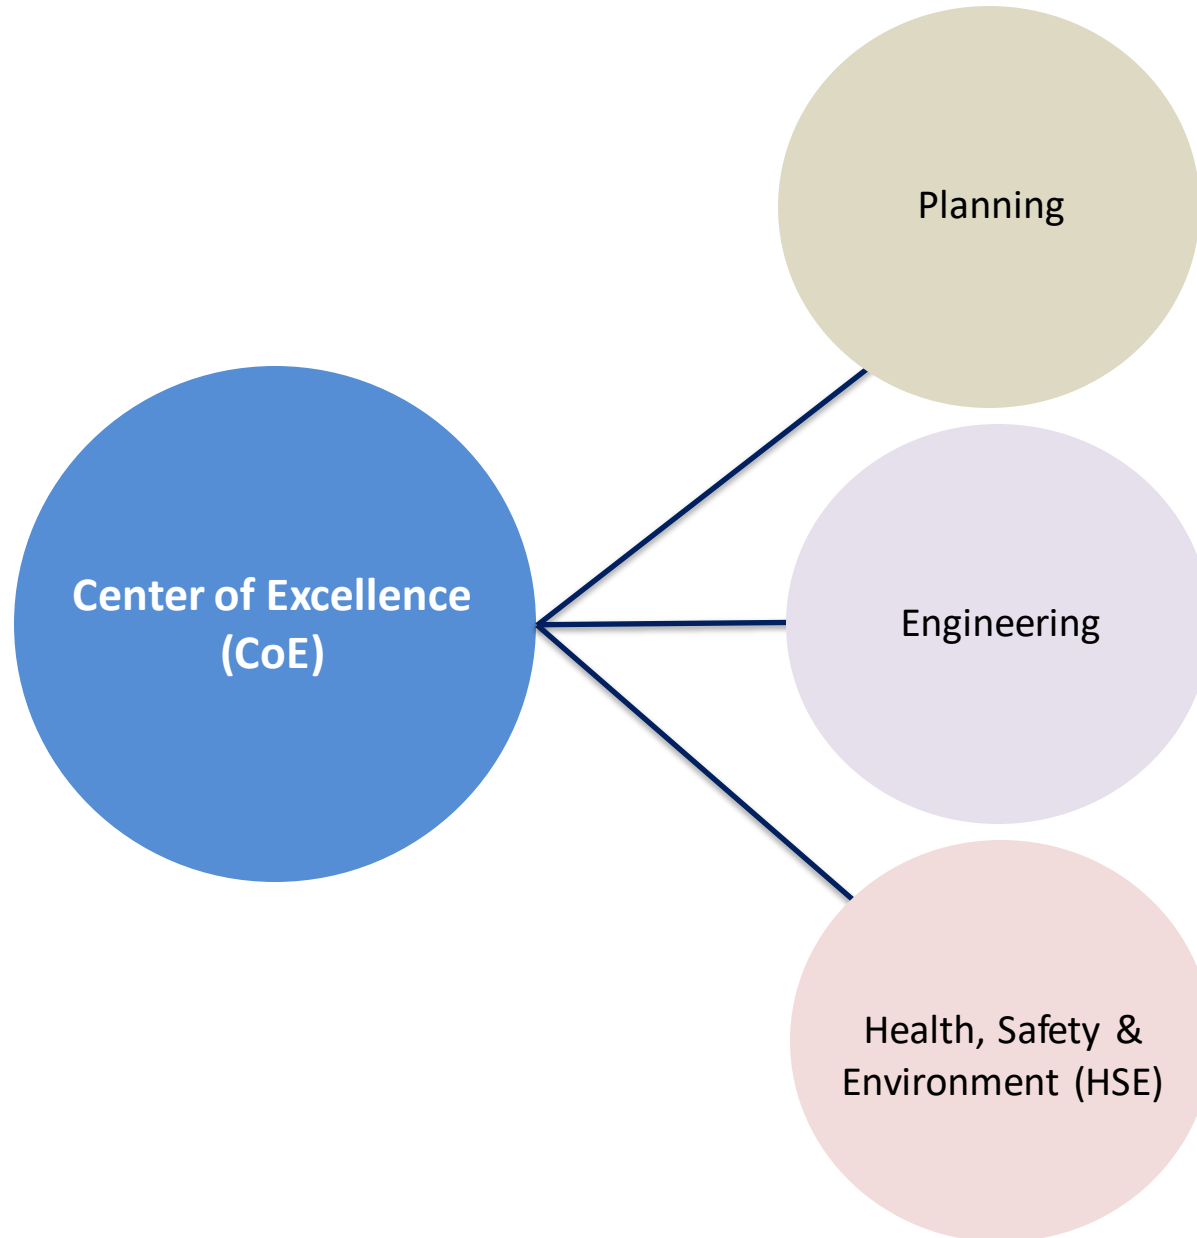 Planning
Center of Excellence
(CoE)
Engineering
Health, Safety &
Environment (HSE)